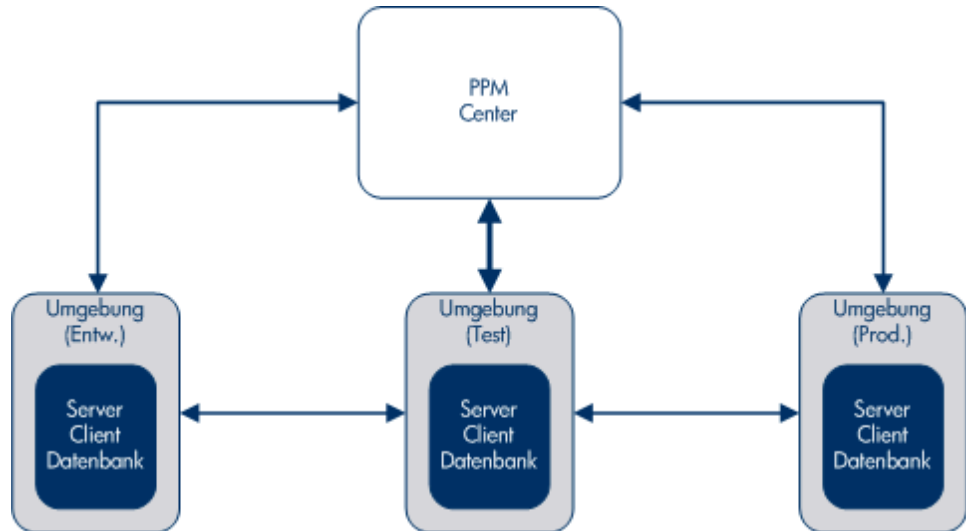 PPM
Center
Umgebung
(Entw.)
Server
Client
Datenbank
Umgebung
(Test)
Server
Client
Datenbank
Umgebung
(Prod.)
Server
Client
Datenbank